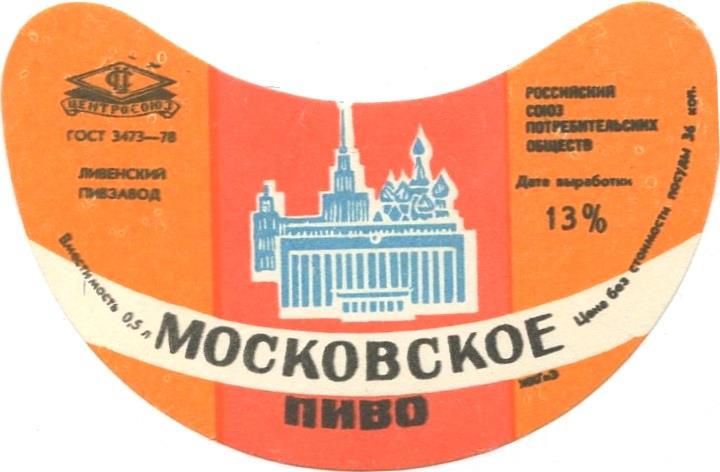 ЦЕНТРОСОЮЗ
ГОСТ 3473—78
ЛИВЕНСКИЙ
ПИВЗАВОД
Вместимость 0,5 л
МОСКОВСКОЕ
ПИВО
РОССИЙСКИЙ
СОЮЗ
ПОТРЕБИТЕЛЬСКИХ
ОБЩЕСТВ
Дата выработки
13%
Цена без стоимости посуды 36 коп.